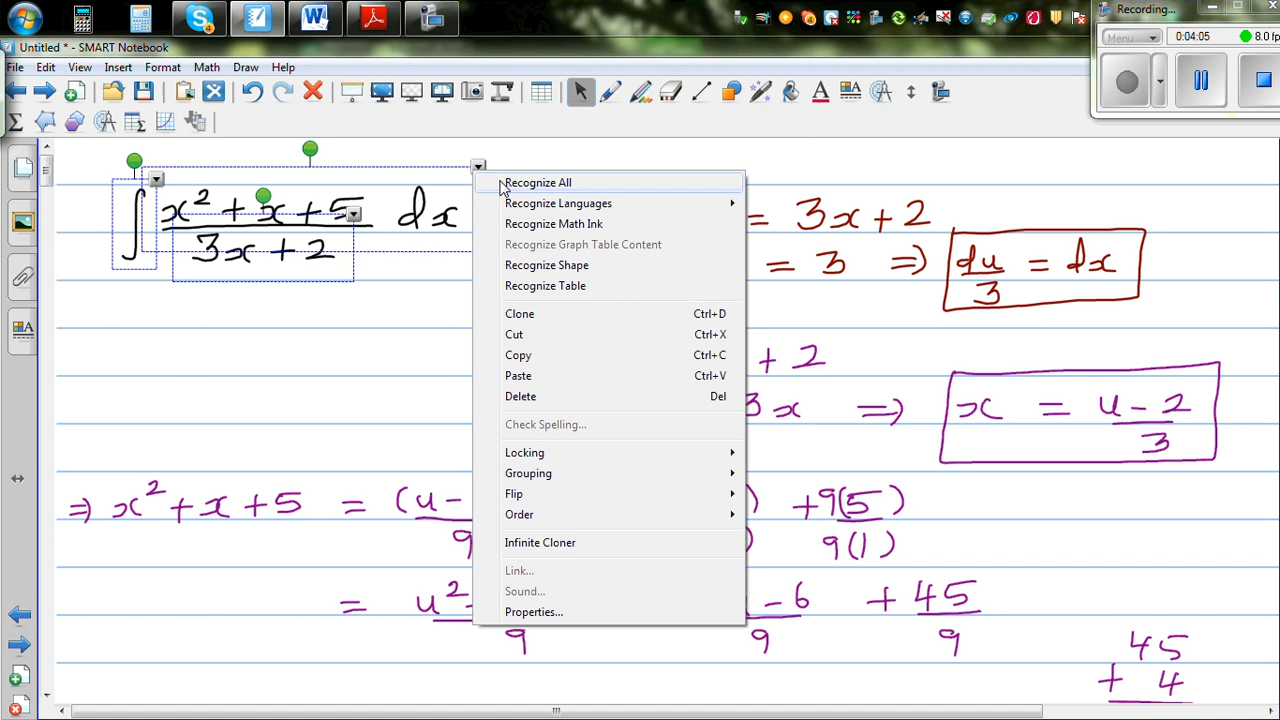 Recording...
Menu
0:04:05
8.0 fp
Untitled * - SMART Notebook
File Edit View Insert Format Math Draw Help
∫ (x² + x + 5)/(3x + 2) dx
= 3x + 2
= 3 => du/3 = dx
+ 2
3x => x = (u - 2)/3
=> x² + x + 5 = (u - /9 ) + 9(5)/9(1)
= u² /9 - 6/9 + 45/9
45
+ 4
Recognize All
Recognize Languages
Recognize Math Ink
Recognize Graph Table Content
Recognize Shape
Recognize Table
Clone Ctrl+D
Cut Ctrl+X
Copy Ctrl+C
Paste Ctrl+V
Delete Del
Check Spelling...
Locking
Grouping
Flip
Order
Infinite Cloner
Link...
Sound...
Properties...